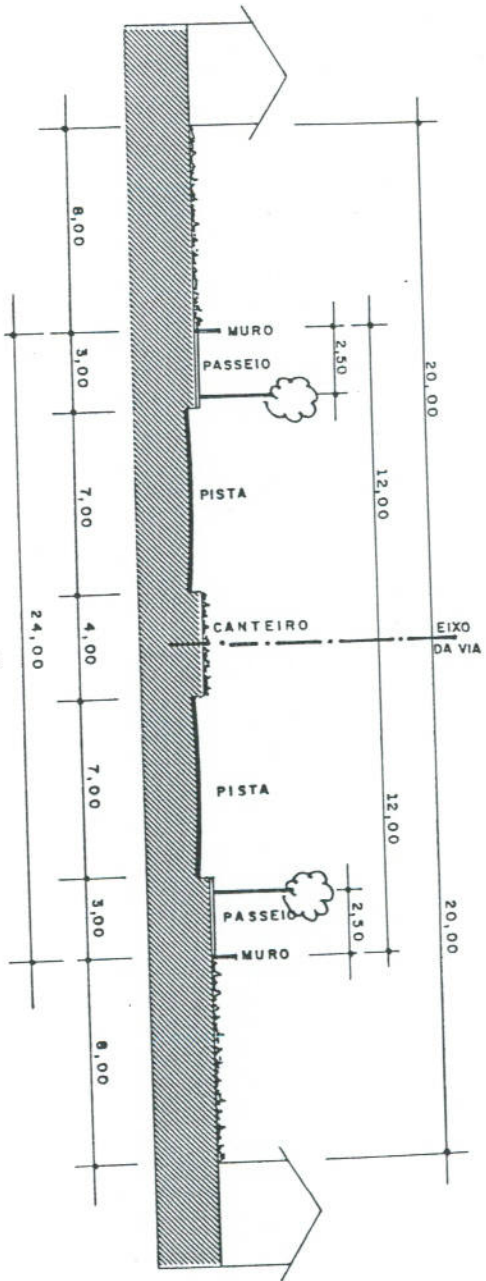 8,00
3,00
7,00
4,00
7,00
3,00
8,00
24,00
MURO
PASSEIO
PISTA
CANTEIRO
PISTA
PASSEIO
MURO
2,50
12,00
20,00
EIXO
DA VIA
12,00
2,50
20,00